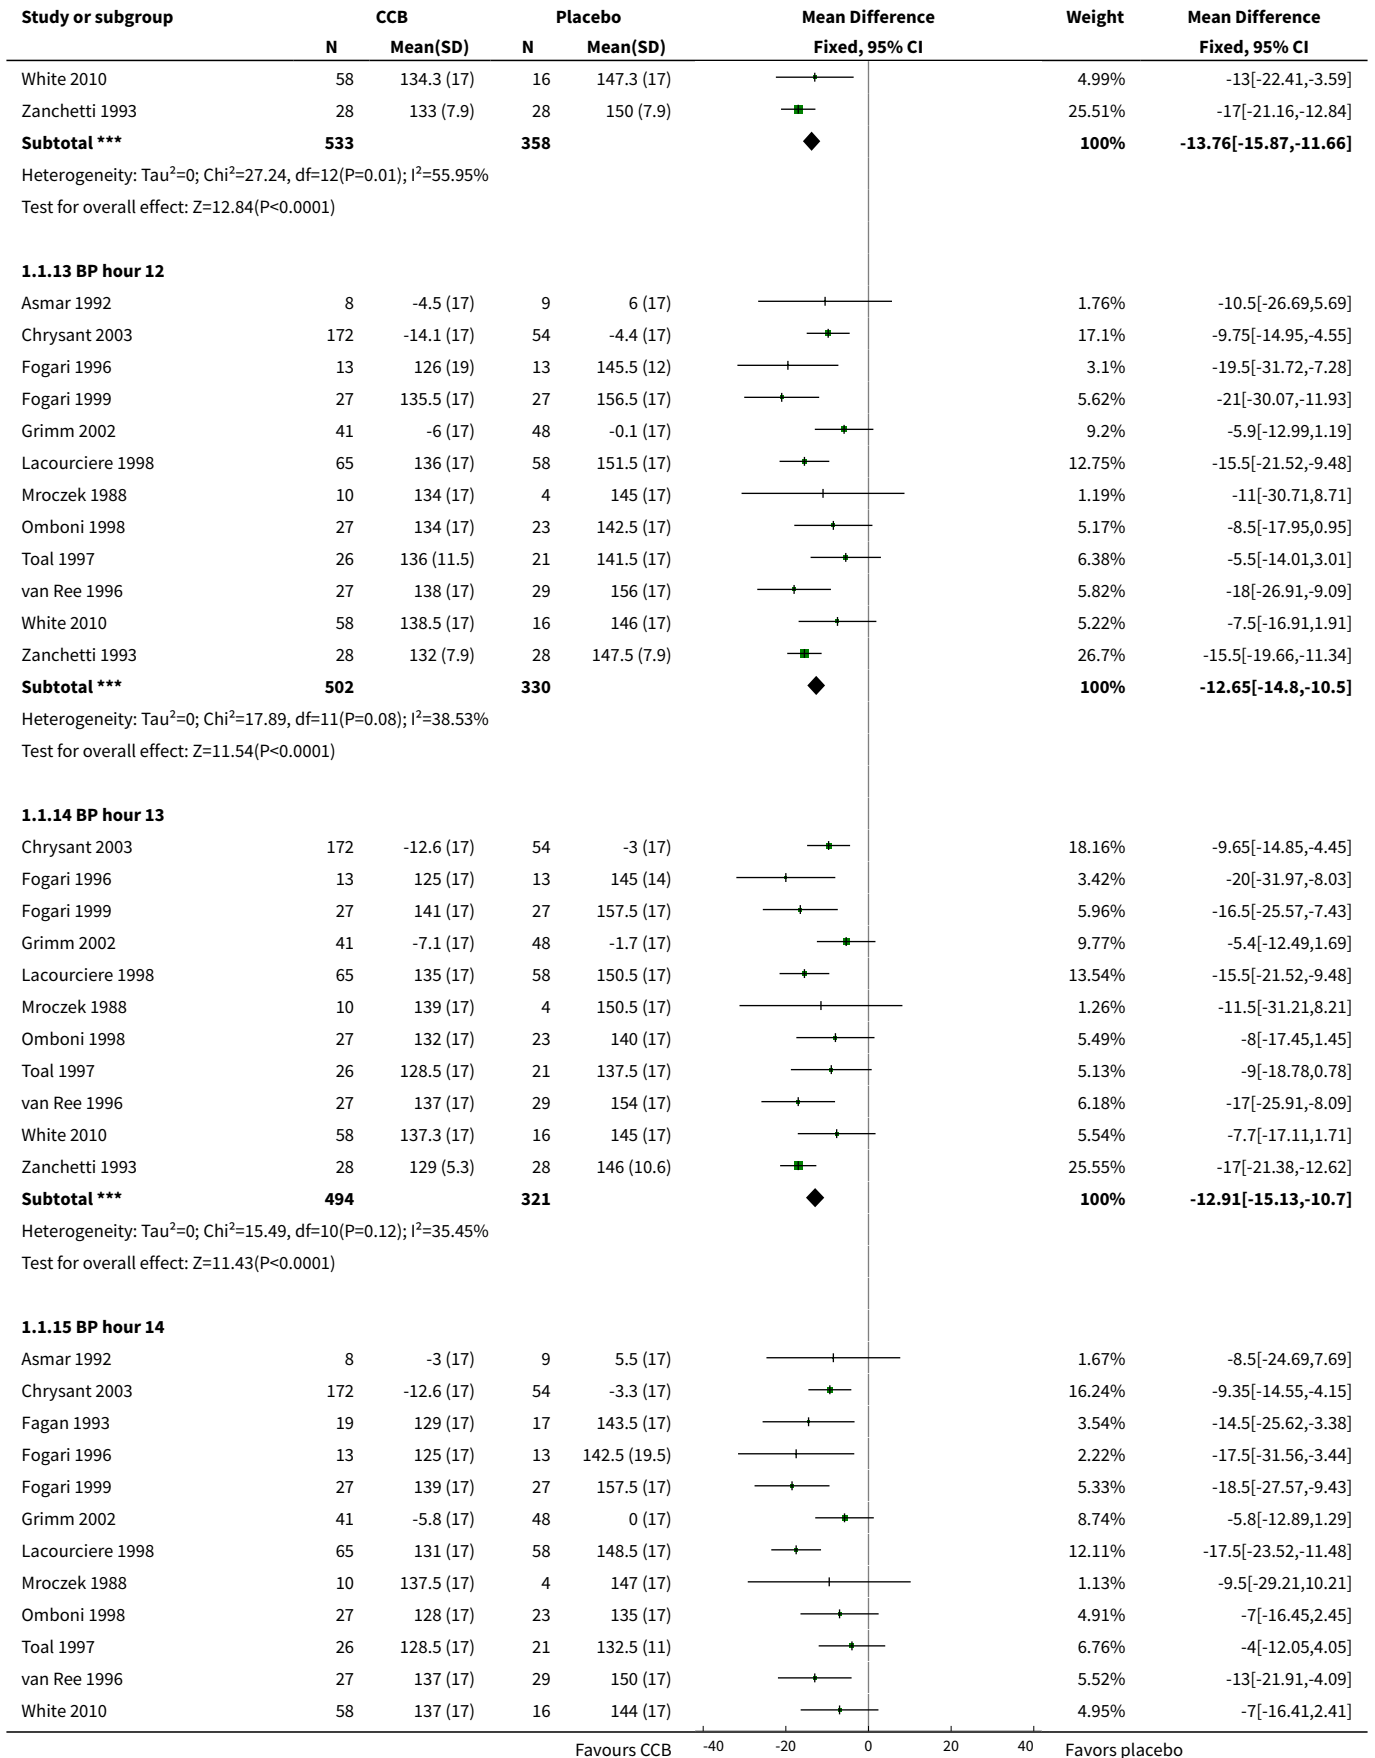 Study or subgroup CCB Placebo Mean Difference Weight Mean Difference
N Mean(SD) N Mean(SD) Fixed, 95% CI Fixed, 95% CI
White 2010 58 134.3 (17) 16 147.3 (17) 4.99% -13[-22.41,-3.59]
Zanchetti 1993 28 133 (7.9) 28 150 (7.9) 25.51% -17[-21.16,-12.84]
Subtotal *** 533 358 100% -13.76[-15.87,-11.66]
Heterogeneity: Tau²=0; Chi²=27.24, df=12(P=0.01); I²=55.95%
Test for overall effect: Z=12.84(P<0.0001)
1.1.13 BP hour 12
Asmar 1992 8 -4.5 (17) 9 6 (17) 1.76% -10.5[-26.69,5.69]
Chrysant 2003 172 -14.1 (17) 54 -4.4 (17) 17.1% -9.75[-14.95,-4.55]
Fogari 1996 13 126 (19) 13 145.5 (12) 3.1% -19.5[-31.72,-7.28]
Fogari 1999 27 135.5 (17) 27 156.5 (17) 5.62% -21[-30.07,-11.93]
Grimm 2002 41 -6 (17) 48 -0.1 (17) 9.2% -5.9[-12.99,1.19]
Lacourciere 1998 65 136 (17) 58 151.5 (17) 12.75% -15.5[-21.52,-9.48]
Mroczek 1988 10 134 (17) 4 145 (17) 1.19% -11[-30.71,8.71]
Omboni 1998 27 134 (17) 23 142.5 (17) 5.17% -8.5[-17.95,0.95]
Toal 1997 26 136 (11.5) 21 141.5 (17) 6.38% -5.5[-14.01,3.01]
van Ree 1996 27 138 (17) 29 156 (17) 5.82% -18[-26.91,-9.09]
White 2010 58 138.5 (17) 16 146 (17) 5.22% -7.5[-16.91,1.91]
Zanchetti 1993 28 132 (7.9) 28 147.5 (7.9) 26.7% -15.5[-19.66,-11.34]
Subtotal *** 502 330 100% -12.65[-14.8,-10.5]
Heterogeneity: Tau²=0; Chi²=17.89, df=11(P=0.08); I²=38.53%
Test for overall effect: Z=11.54(P<0.0001)
1.1.14 BP hour 13
Chrysant 2003 172 -12.6 (17) 54 -3 (17) 18.16% -9.65[-14.85,-4.45]
Fogari 1996 13 125 (17) 13 145 (14) 3.42% -20[-31.97,-8.03]
Fogari 1999 27 141 (17) 27 157.5 (17) 5.96% -16.5[-25.57,-7.43]
Grimm 2002 41 -7.1 (17) 48 -1.7 (17) 9.77% -5.4[-12.49,1.69]
Lacourciere 1998 65 135 (17) 58 150.5 (17) 13.54% -15.5[-21.52,-9.48]
Mroczek 1988 10 139 (17) 4 150.5 (17) 1.26% -11.5[-31.21,8.21]
Omboni 1998 27 132 (17) 23 140 (17) 5.49% -8[-17.45,1.45]
Toal 1997 26 128.5 (17) 21 137.5 (17) 5.13% -9[-18.78,0.78]
van Ree 1996 27 137 (17) 29 154 (17) 6.18% -17[-25.91,-8.09]
White 2010 58 137.3 (17) 16 145 (17) 5.54% -7.7[-17.11,1.71]
Zanchetti 1993 28 129 (5.3) 28 146 (10.6) 25.55% -17[-21.38,-12.62]
Subtotal *** 494 321 100% -12.91[-15.13,-10.7]
Heterogeneity: Tau²=0; Chi²=15.49, df=10(P=0.12); I²=35.45%
Test for overall effect: Z=11.43(P<0.0001)
1.1.15 BP hour 14
Asmar 1992 8 -3 (17) 9 5.5 (17) 1.67% -8.5[-24.69,7.69]
Chrysant 2003 172 -12.6 (17) 54 -3.3 (17) 16.24% -9.35[-14.55,-4.15]
Fagan 1993 19 129 (17) 17 143.5 (17) 3.54% -14.5[-25.62,-3.38]
Fogari 1996 13 125 (17) 13 142.5 (19.5) 2.22% -17.5[-31.56,-3.44]
Fogari 1999 27 139 (17) 27 157.5 (17) 5.33% -18.5[-27.57,-9.43]
Grimm 2002 41 -5.8 (17) 48 0 (17) 8.74% -5.8[-12.89,1.29]
Lacourciere 1998 65 131 (17) 58 148.5 (17) 12.11% -17.5[-23.52,-11.48]
Mroczek 1988 10 137.5 (17) 4 147 (17) 1.13% -9.5[-29.21,10.21]
Omboni 1998 27 128 (17) 23 135 (17) 4.91% -7[-16.45,2.45]
Toal 1997 26 128.5 (17) 21 132.5 (11) 6.76% -4[-12.05,4.05]
van Ree 1996 27 137 (17) 29 150 (17) 5.52% -13[-21.91,-4.09]
White 2010 58 137 (17) 16 144 (17) 4.95% -7[-16.41,2.41]
Favours CCB -40 -20 0 20 40 Favors placebo